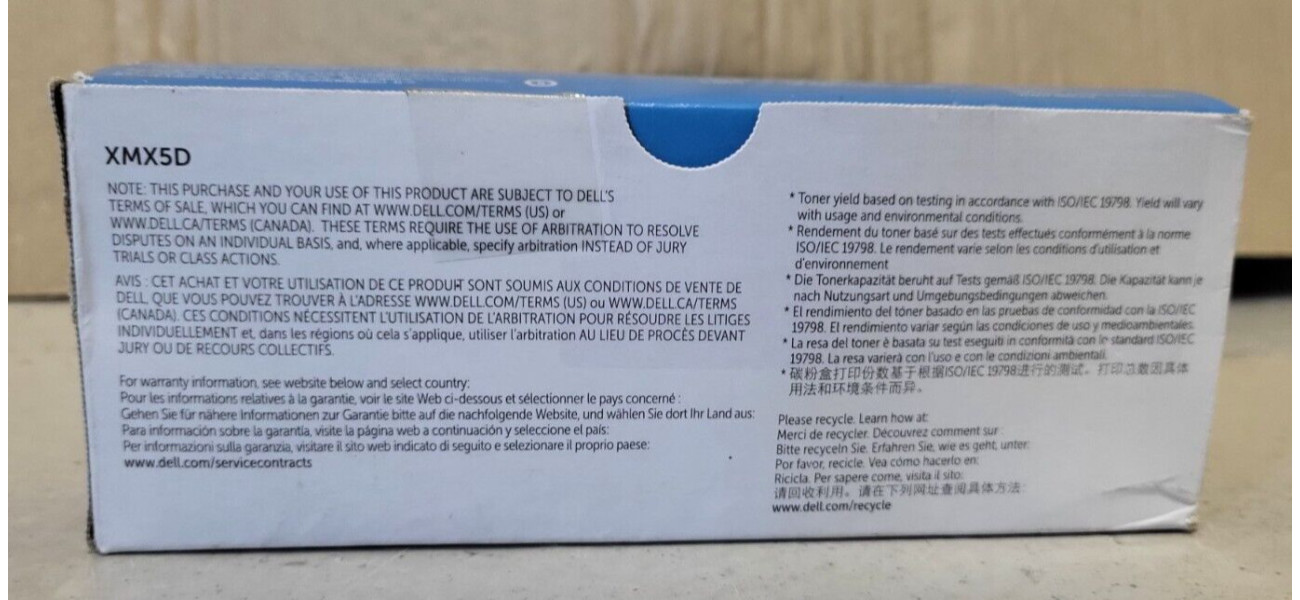 XMX5D
NOTE: THIS PURCHASE AND YOUR USE OF THIS PRODUCT ARE SUBJECT TO DELL'S
TERMS OF SALE, WHICH YOU CAN FIND AT WWW.DELL.COM/TERMS (US) or
WWW.DELL.CA/TERMS (CANADA). THESE TERMS REQUIRE THE USE OF ARBITRATION TO RESOLVE
DISPUTES ON AN INDIVIDUAL BASIS, and, where applicable, specify arbitration INSTEAD OF JURY
TRIALS OR CLASS ACTIONS.
AVIS : CET ACHAT ET VOTRE UTILISATION DE CE PRODUIT SONT SOUMIS AUX CONDITIONS DE VENTE DE
DELL, QUE VOUS POUVEZ TROUVER À L'ADRESSE WWW.DELL.COM/TERMS (US) ou WWW.DELL.CA/TERMS
(CANADA). CES CONDITIONS NÉCESSITENT L'UTILISATION DE L'ARBITRATION POUR RÉSOUDRE LES LITIGES
INDIVIDUELLEMENT et, dans les régions où cela s'applique, utiliser l'arbitration AU LIEU DE PROCÈS DEVANT
JURY OU DE RECOURS COLLECTIFS.
For warranty information, see website below and select country:
Pour les informations relatives à la garantie, voir le site Web ci-dessous et sélectionner le pays concerné :
Gehen Sie für nähere Informationen zur Garantie bitte auf die nachfolgende Website, und wählen Sie dort Ihr Land aus:
Para información sobre la garantía, visite la página web a continuación y seleccione el país:
Per informazioni sulla garanzia, visitare il sito web indicato di seguito e selezionare il proprio paese:
www.dell.com/servicecontracts
* Toner yield based on testing in accordance with ISO/IEC 19798. Yield will vary
with usage and environmental conditions.
* Rendement du toner basé sur des tests effectués conformément à la norme
ISO/IEC 19798. Le rendement varie selon les conditions d'utilisation et
d'environnement
* Die Tonerkapazität beruht auf Tests gemäß ISO/IEC 19798. Die Kapazität kann je
nach Nutzungsart und Umgebungsbedingungen abweichen.
* El rendimiento del tóner basado en las pruebas de conformidad con la ISO/IEC
19798. El rendimiento variar según las condiciones de uso y medioambientales.
* La resa del toner è basata su test eseguiti in conformità con le standard ISO/IEC
19798. La resa varierà con l'uso e con le condizioni ambientali.
* 碳粉盒打印份数基于根据ISO/IEC 19798进行的测试。打印总数因具体
用法和环境条件而异。
Please recycle. Learn how at:
Merci de recycler. Découvrez comment sur :
Bitte recyceln Sie. Erfahren Sie, wie es geht, unter:
Por favor, recicle. Vea cómo hacerlo en:
Ricicla. Per sapere come, visita il sito:
请回收利用。请在下列网址查阅具体方法:
www.dell.com/recycle